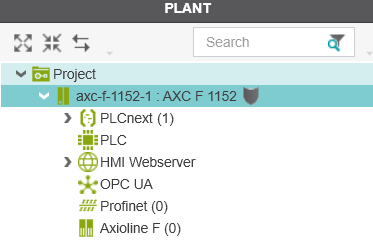 PLANT
Search
Project
axc-f-1152-1 : AXC F 1152
PLCnext (1)
PLC
HMI Webserver
OPC UA
Profinet (0)
Axioline F (0)